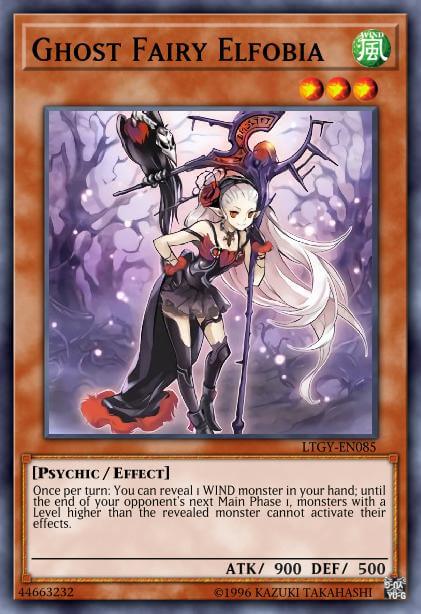 GHOST FAIRY ELFOBIA
WIND
風
LTGY-EN085
[PSYCHIC / EFFECT]
Once per turn: You can reveal 1 WIND monster in your hand; until
the end of your opponent's next Main Phase 1, monsters with a
Level higher than the revealed monster cannot activate their
effects.
ATK/ 900 DEF/ 500
44663232
©1996 KAZUKI TAKAHASHI